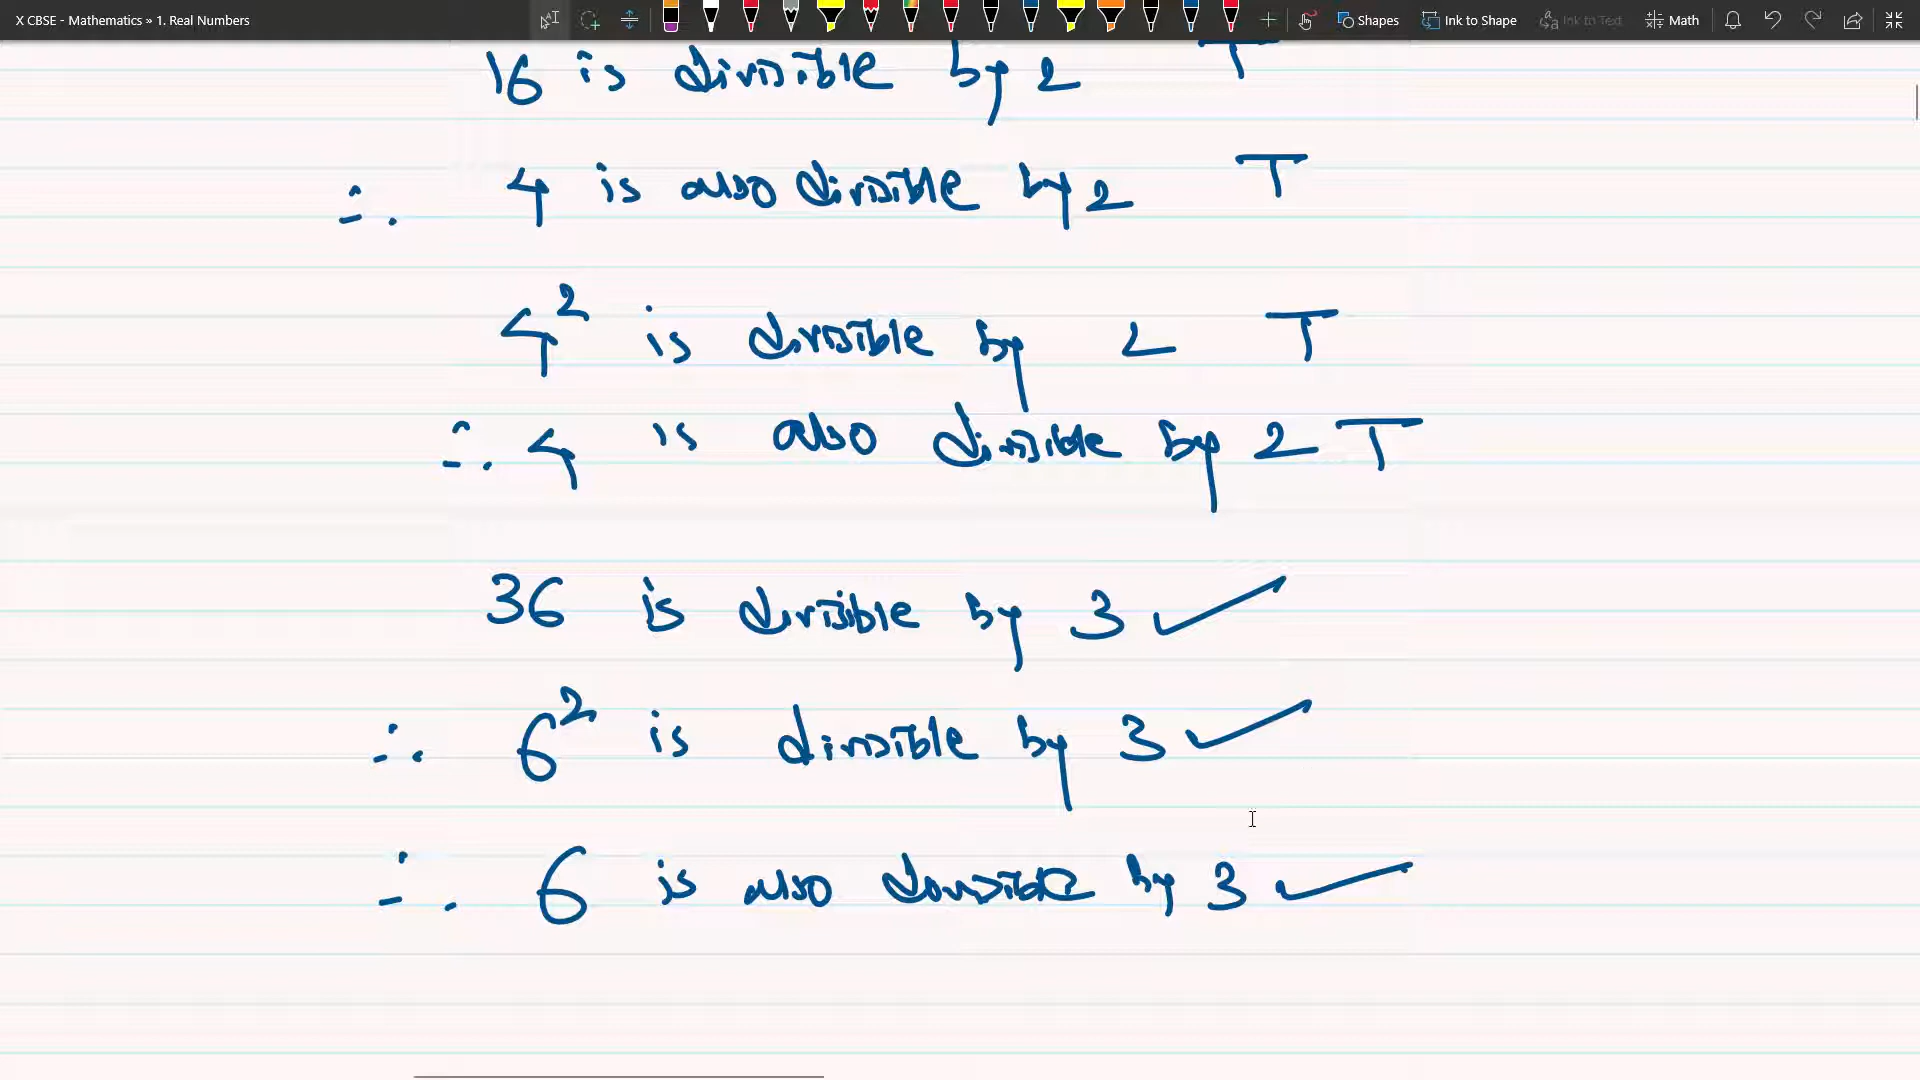 X CBSE - Mathematics » 1. Real Numbers
Shapes
Ink to Shape
Ink to Text
Math
16 is divisible by 2 T
∴ 4 is also divisible by 2 T
4² is divisible by 2 T
∴ 4 is also divisible by 2 T
36 is divisible by 3 ✓
∴ 6² is divisible by 3 ✓
∴ 6 is also divisible by 3 ✓